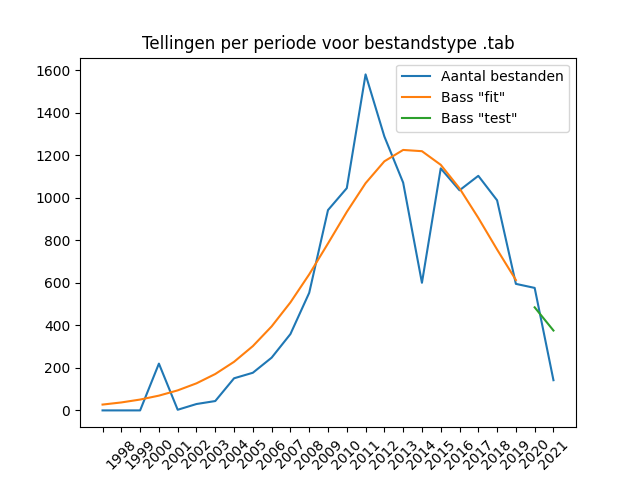 Tellingen per periode voor bestandstype .tab
Aantal bestanden
Bass "fit"
Bass "test"
1600
1400
1200
1000
800
600
400
200
0
1998 1999 2000 2001 2002 2003 2004 2005 2006 2007 2008 2009 2010 2011 2012 2013 2014 2015 2016 2017 2018 2019 2020 2021